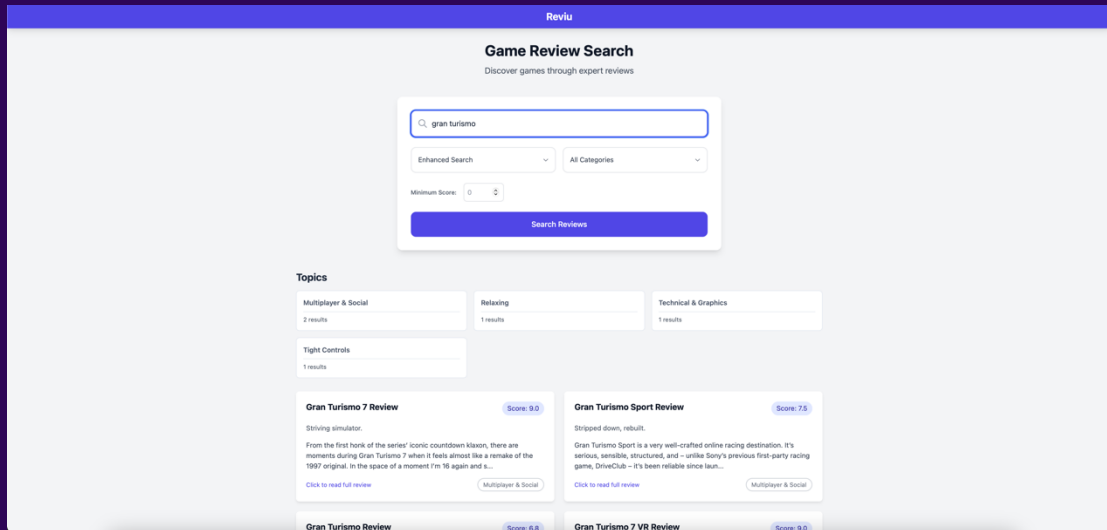 Reviu
Game Review Search
Discover games through expert reviews
gran turismo
Enhanced Search
All Categories
Minimum Score:
0
Search Reviews
Topics
Multiplayer & Social
2 results
Relaxing
1 results
Technical & Graphics
1 results
Tight Controls
1 results
Gran Turismo 7 Review
Score: 9.0
Striving simulator.
From the first honk of the series' iconic countdown klaxon, there are
moments during Gran Turismo 7 when it feels almost like a remake of the
1997 original. In the space of a moment I'm 16 again and s...
Click to read full review
Multiplayer & Social
Gran Turismo Sport Review
Score: 7.5
Stripped down, rebuilt.
Gran Turismo Sport is a very well-crafted online racing destination. It's
serious, sensible, structured, and – unlike Sony's previous first-party racing
game, DriveClub – it's been reliable since laun...
Click to read full review
Multiplayer & Social
Gran Turismo Review
Score: 6.8
Gran Turismo 7 VR Review
Score: 9.0